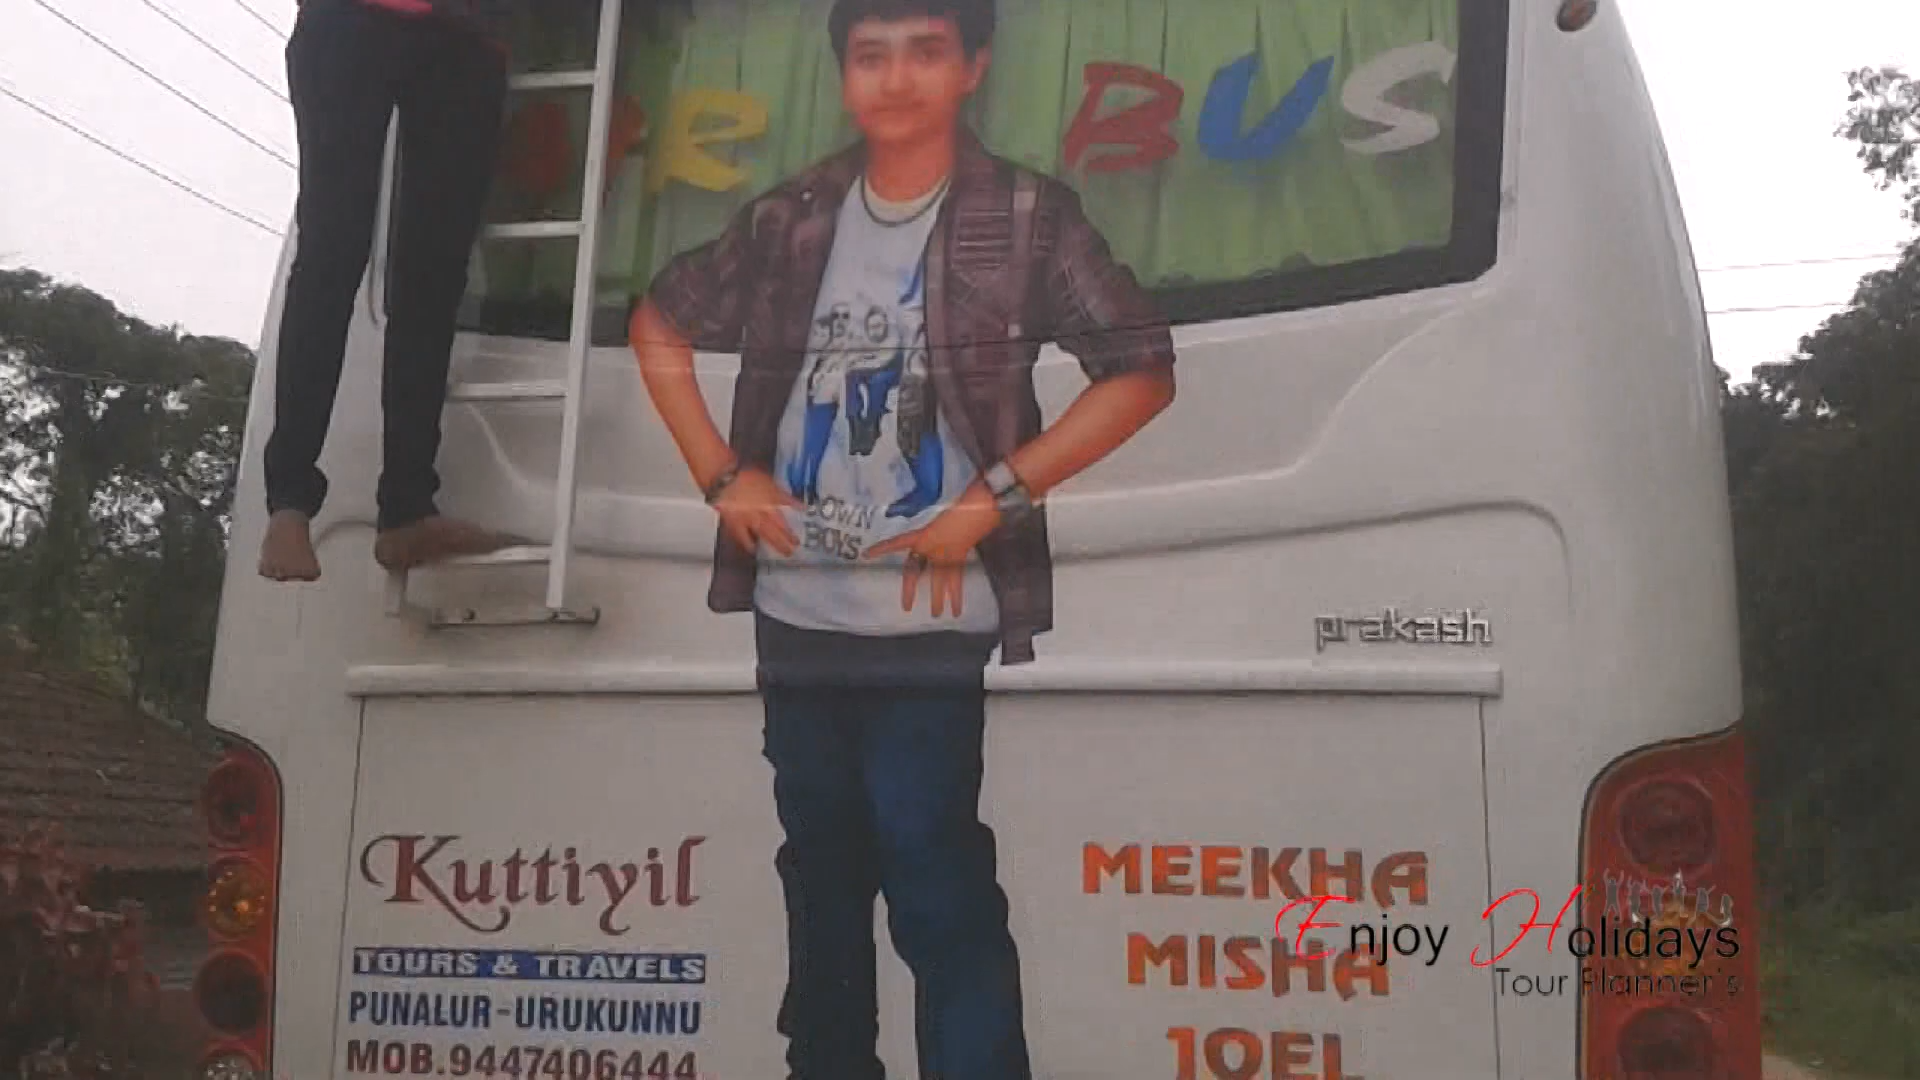 BUS
DOWN
BOYS
prakash
Kuttiyil
TOURS & TRAVELS
PUNALUR-URUKUNNU
MOB.9447406444
MEEKHA
MISHA
JOEL
Enjoy Holidays
Tour Planner's